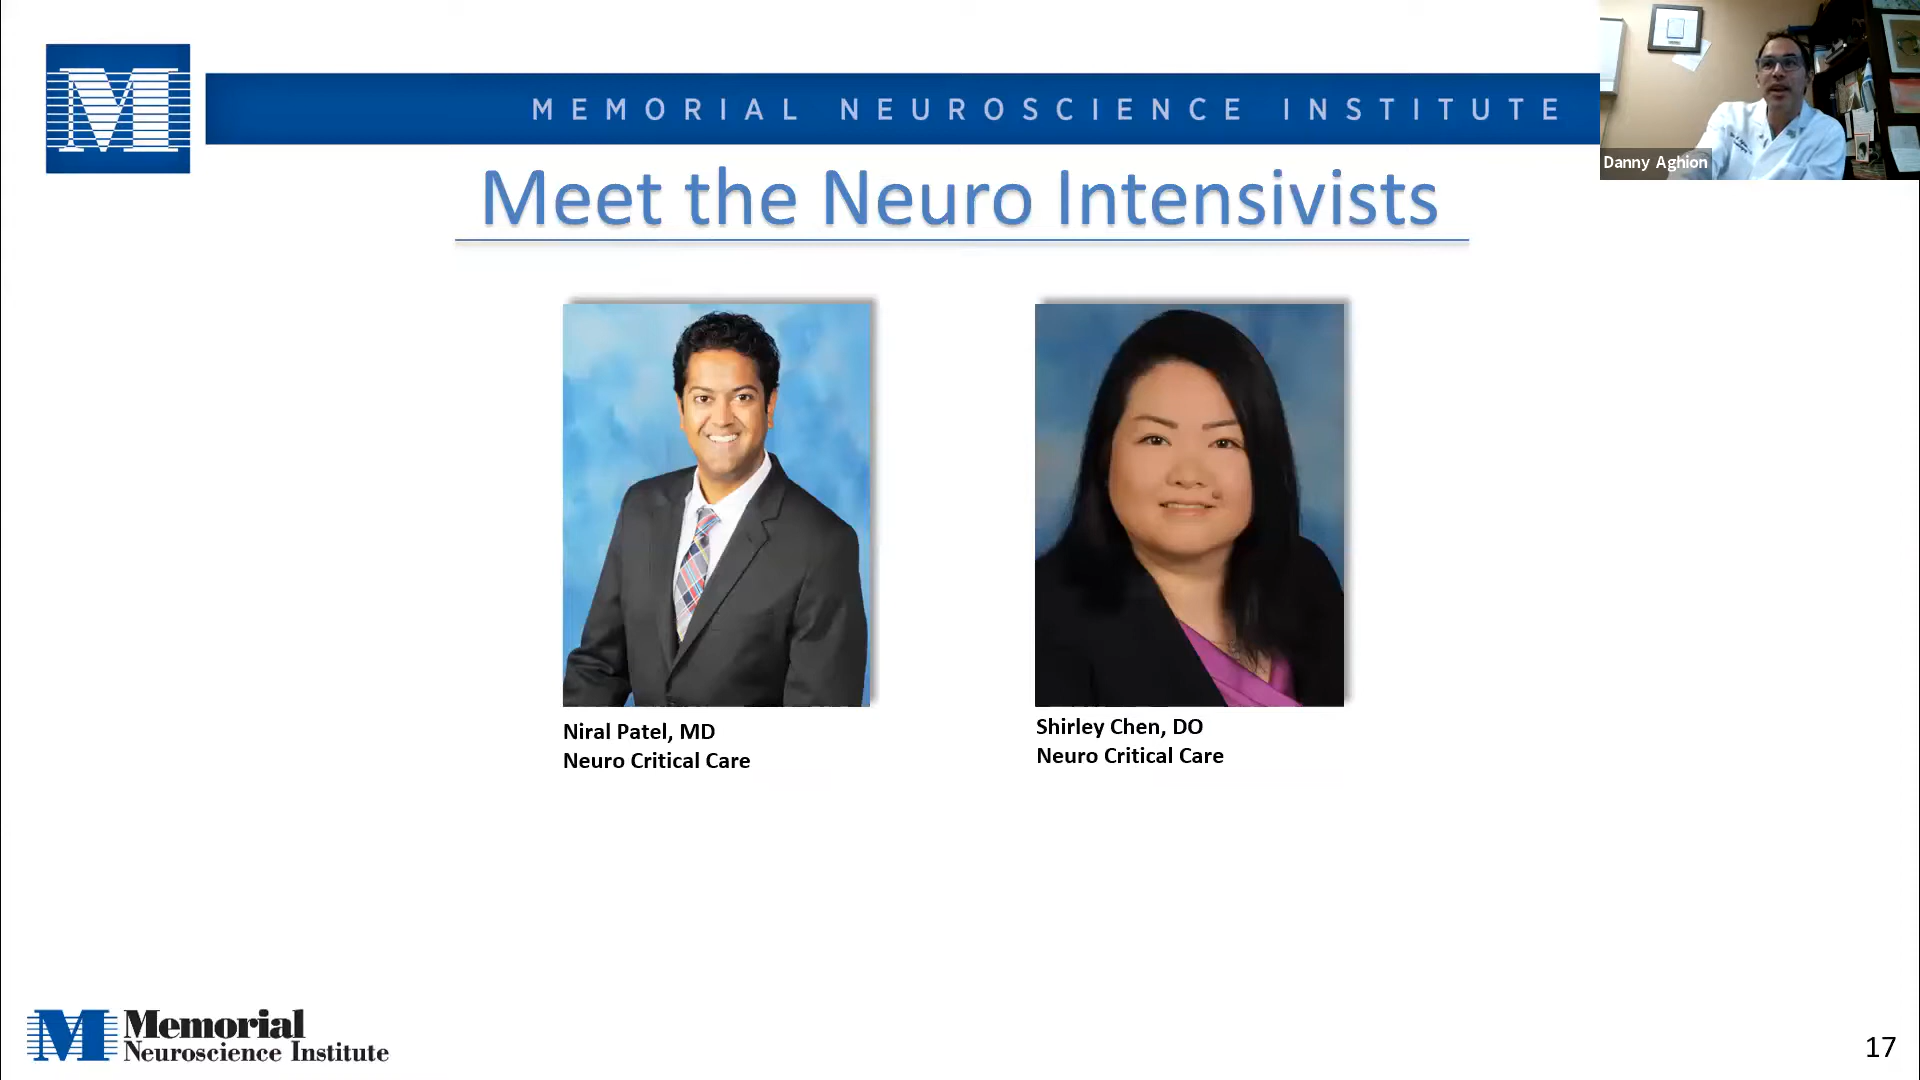 M
MEMORIAL NEUROSCIENCE INSTITUTE
Danny Aghion
Meet the Neuro Intensivists
Niral Patel, MD
Neuro Critical Care
Shirley Chen, DO
Neuro Critical Care
M Memorial
Neuroscience Institute
17